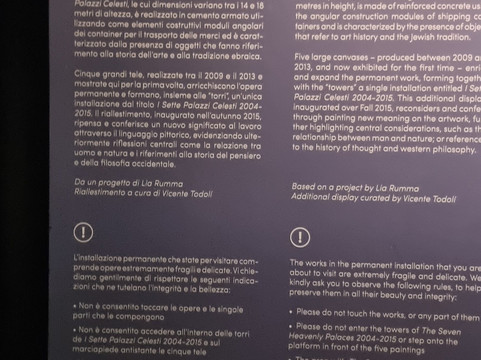 Palazzi Celesti, le cui dimensioni variano tra i 14 e 18
metri di altezza, è realizzato in cemento armato uti-
lizzando come elementi costruttivi moduli angolari
dei container per il trasporto delle merci ed è carat-
terizzato dalla presenza di oggetti che fanno riferi-
mento alla storia dell'arte e alla tradizione ebraica.
Cinque grandi tele, realizzate tra il 2009 e il 2013 e
mostrate qui per la prima volta, arricchiscono l'opera
permanente e formano, insieme alle "torri", un'unica
installazione dal titolo I Sette Palazzi Celesti 2004-
2015. Il riallestimento, inaugurato nell'autunno 2015,
ripensa e conferisce un nuovo significato al lavoro
attraverso il linguaggio pittorico, evidenziando ulte-
riormente riflessioni centrali come la relazione tra
uomo e natura e i riferimenti alla storia del pensiero
e della filosofia occidentale.
Da un progetto di Lia Rumma
Riallestimento a cura di Vicente Todolí
L'installazione permanente che state per visitare com-
prende opere estremamente fragili e delicate. Vi chie-
diamo gentilmente di rispettare le seguenti indica-
zioni che ne tutelano l'integrità e la bellezza:
• Non è consentito toccare le opere e le singole
parti che le compongono
• Non è consentito accedere all'interno delle torri
de I Sette Palazzi Celesti 2004-2015 e sul
marciapiede antistante le cinque tele
metres in height, is made of reinforced concrete us
the angular construction modules of shipping co
tainers and is characterized by the presence of obje
that refer to art history and the Jewish tradition.
Five large canvases – produced between 2009 a
2013, and now exhibited for the first time – enri
and expand the permanent work, forming togeth
with the "towers" a single installation entitled I Se
Palazzi Celesti 2004-2015. This additional displa
inaugurated over Fall 2015, reconsiders and confe
through painting new meaning on the artwork, fu
ther highlighting central considerations, such as th
relationship between man and nature; or reference
to the history of thought and western philosophy.
Based on a project by Lia Rumma
Additional display curated by Vicente Todolí
The works in the permanent installation that you are
about to visit are extremely fragile and delicate. We
kindly ask you to observe the following rules, to help
preserve them in all their beauty and integrity:
• Please do not touch the works, or any part of them
• Please do not enter the towers of The Seven
Heavenly Palaces 2004-2015 or step onto the
platform in front of the five paintings